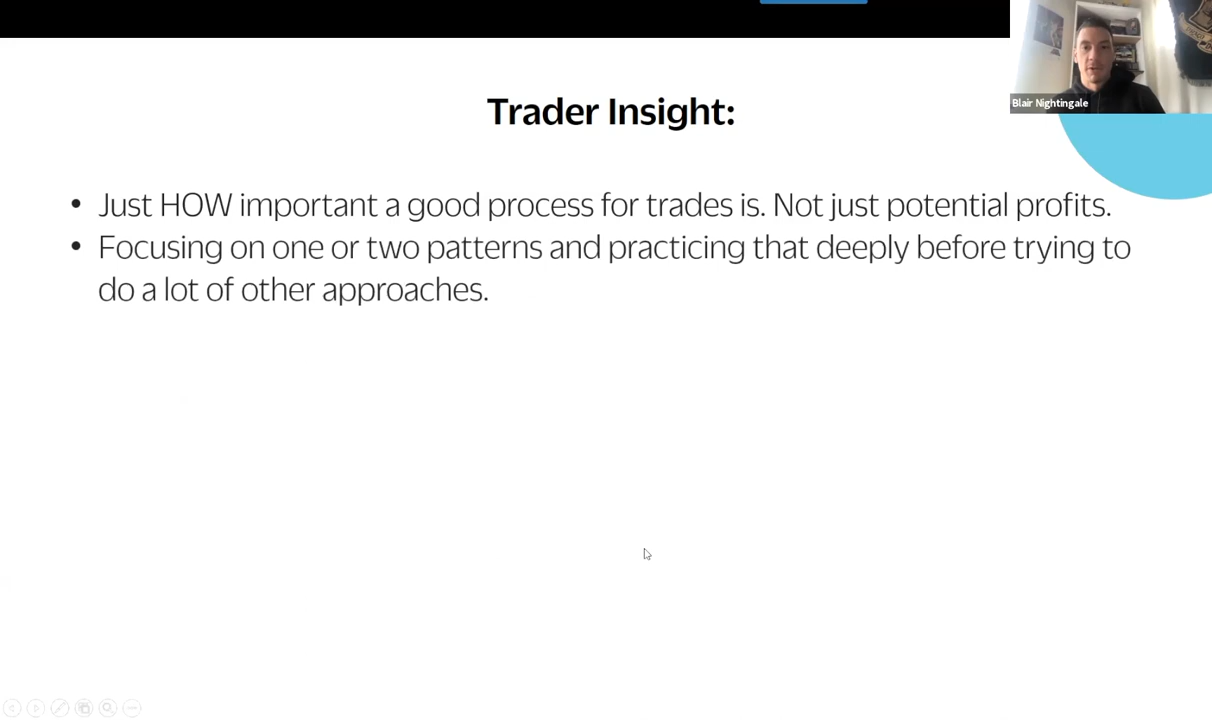 Blair Nightingale
Trader Insight:
• Just HOW important a good process for trades is. Not just potential profits.
• Focusing on one or two patterns and practicing that deeply before trying to
do a lot of other approaches.